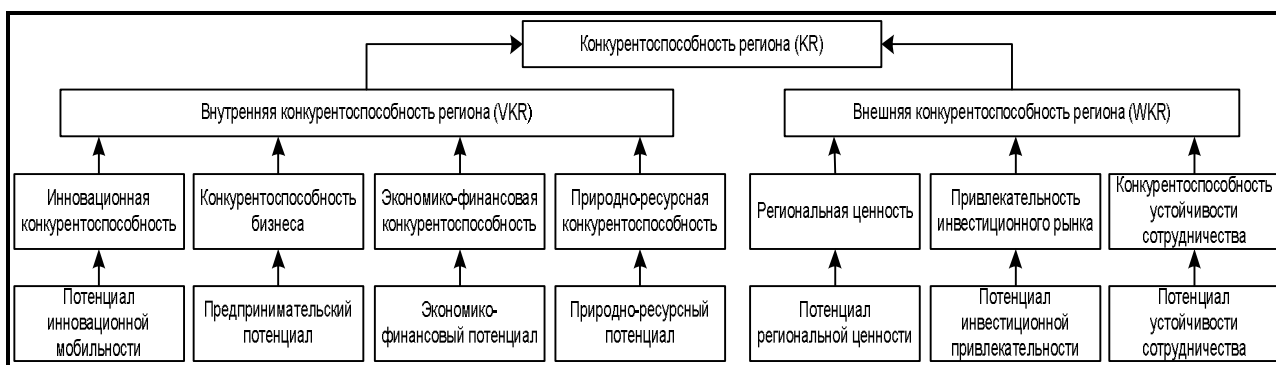 Конкурентоспособность региона (KR)
Внутренняя конкурентоспособность региона (VKR)
Внешняя конкурентоспособность региона (WKR)
Инновационная
конкурентоспособность
Конкурентоспособность
бизнеса
Экономико-финансовая
конкурентоспособность
Природно-ресурсная
конкурентоспособность
Региональная ценность
Привлекательность
инвестиционного рынка
Конкурентоспособность
устойчивости
сотрудничества
Потенциал
инновационной
мобильности
Предпринимательский
потенциал
Экономико-
финансовый потенциал
Природно-ресурсный
потенциал
Потенциал
региональной ценности
Потенциал
инвестиционной
привлекательности
Потенциал
устойчивости
сотрудничества